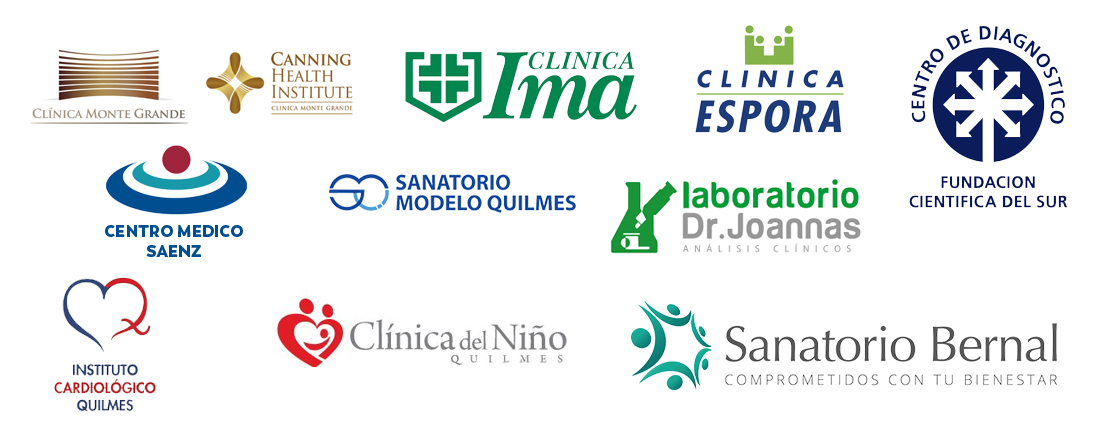 CLÍNICA MONTE GRANDE
CANNING
HEALTH
INSTITUTE
CLINICA MONTE GRANDE
CLINICA
Ima
CLINICA
ESPORA
CENTRO DE DIAGNOSTICO
FUNDACION
CIENTIFICA DEL SUR
CENTRO MEDICO
SAENZ
SANATORIO
MODELO QUILMES
laboratorio
Dr.Joannas
ANÁLISIS CLÍNICOS
INSTITUTO
CARDIOLÓGICO
QUILMES
Clínica del Niño
QUILMES
Sanatorio Bernal
COMPROMETIDOS CON TU BIENESTAR